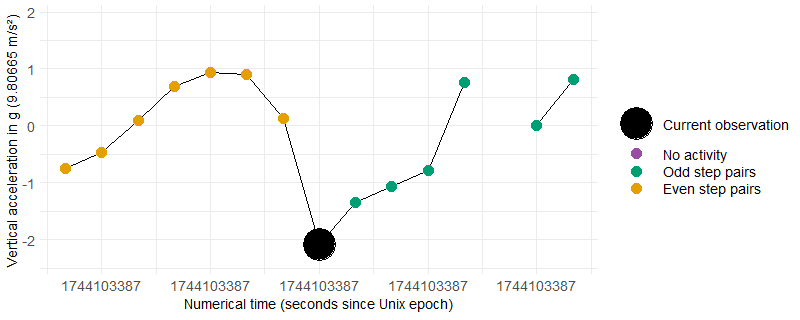 Vertical acceleration in g (9.80665 m/s²)
2
1
0
-1
-2
1744103387 1744103387 1744103387 1744103387 1744103387
Numerical time (seconds since Unix epoch)
Current observation
No activity
Odd step pairs
Even step pairs